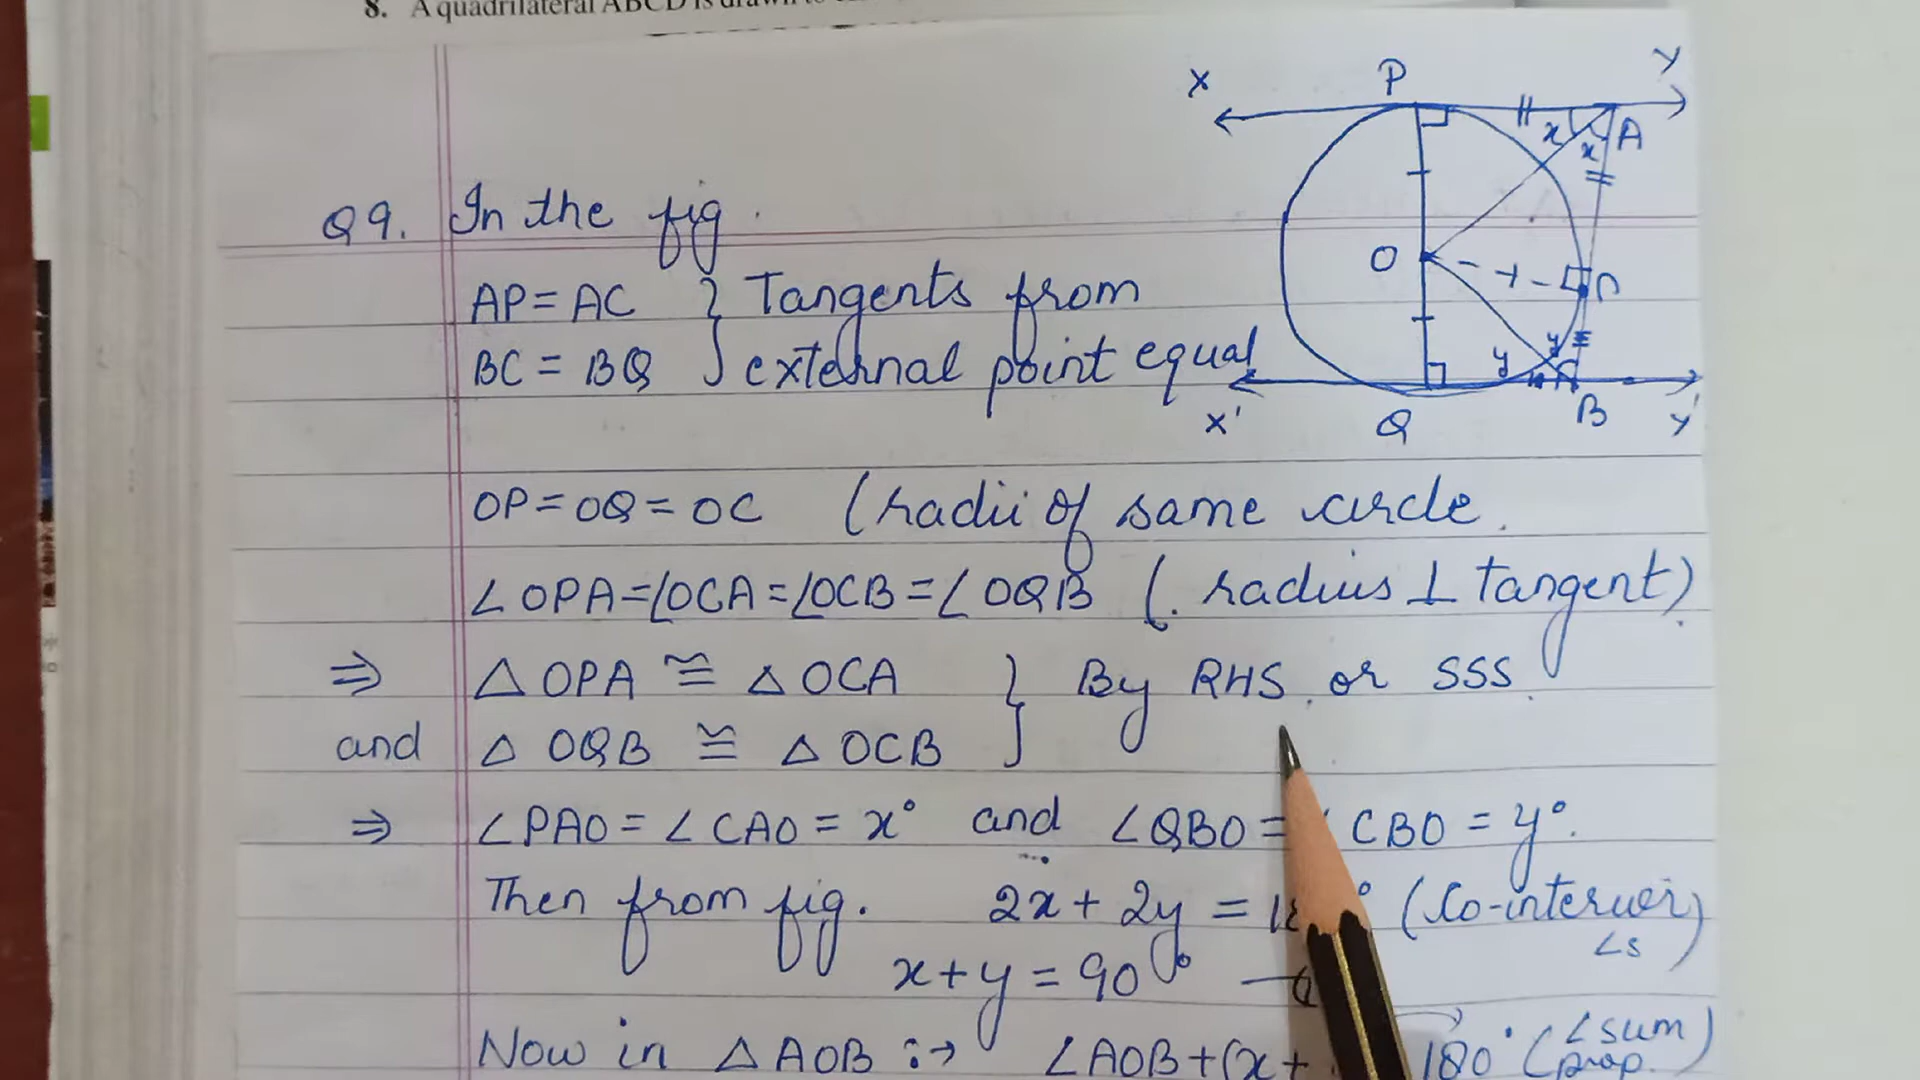 8. A quadrilateral ABCD is drawn to
X P Y
x x A
O C
y y
X' Q B Y'
Q9. In the fig.
AP = AC } Tangents from
BC = BQ } external point equal
OP = OQ = OC (radii of same circle.
∠OPA = ∠OCA = ∠OCB = ∠OQB (. radius ⊥ tangent)
⇒ △OPA ≅ △OCA } By RHS or SSS
and △OQB ≅ △OCB }
⇒ ∠PAO = ∠CAO = x° and ∠QBO = CBO = y°.
Then from fig. 2x + 2y = ° (Co-interior
∠s)
x + y = 90°
Now in △AOB :→ ∠AOB + (x + 180° (∠sum
prop.)